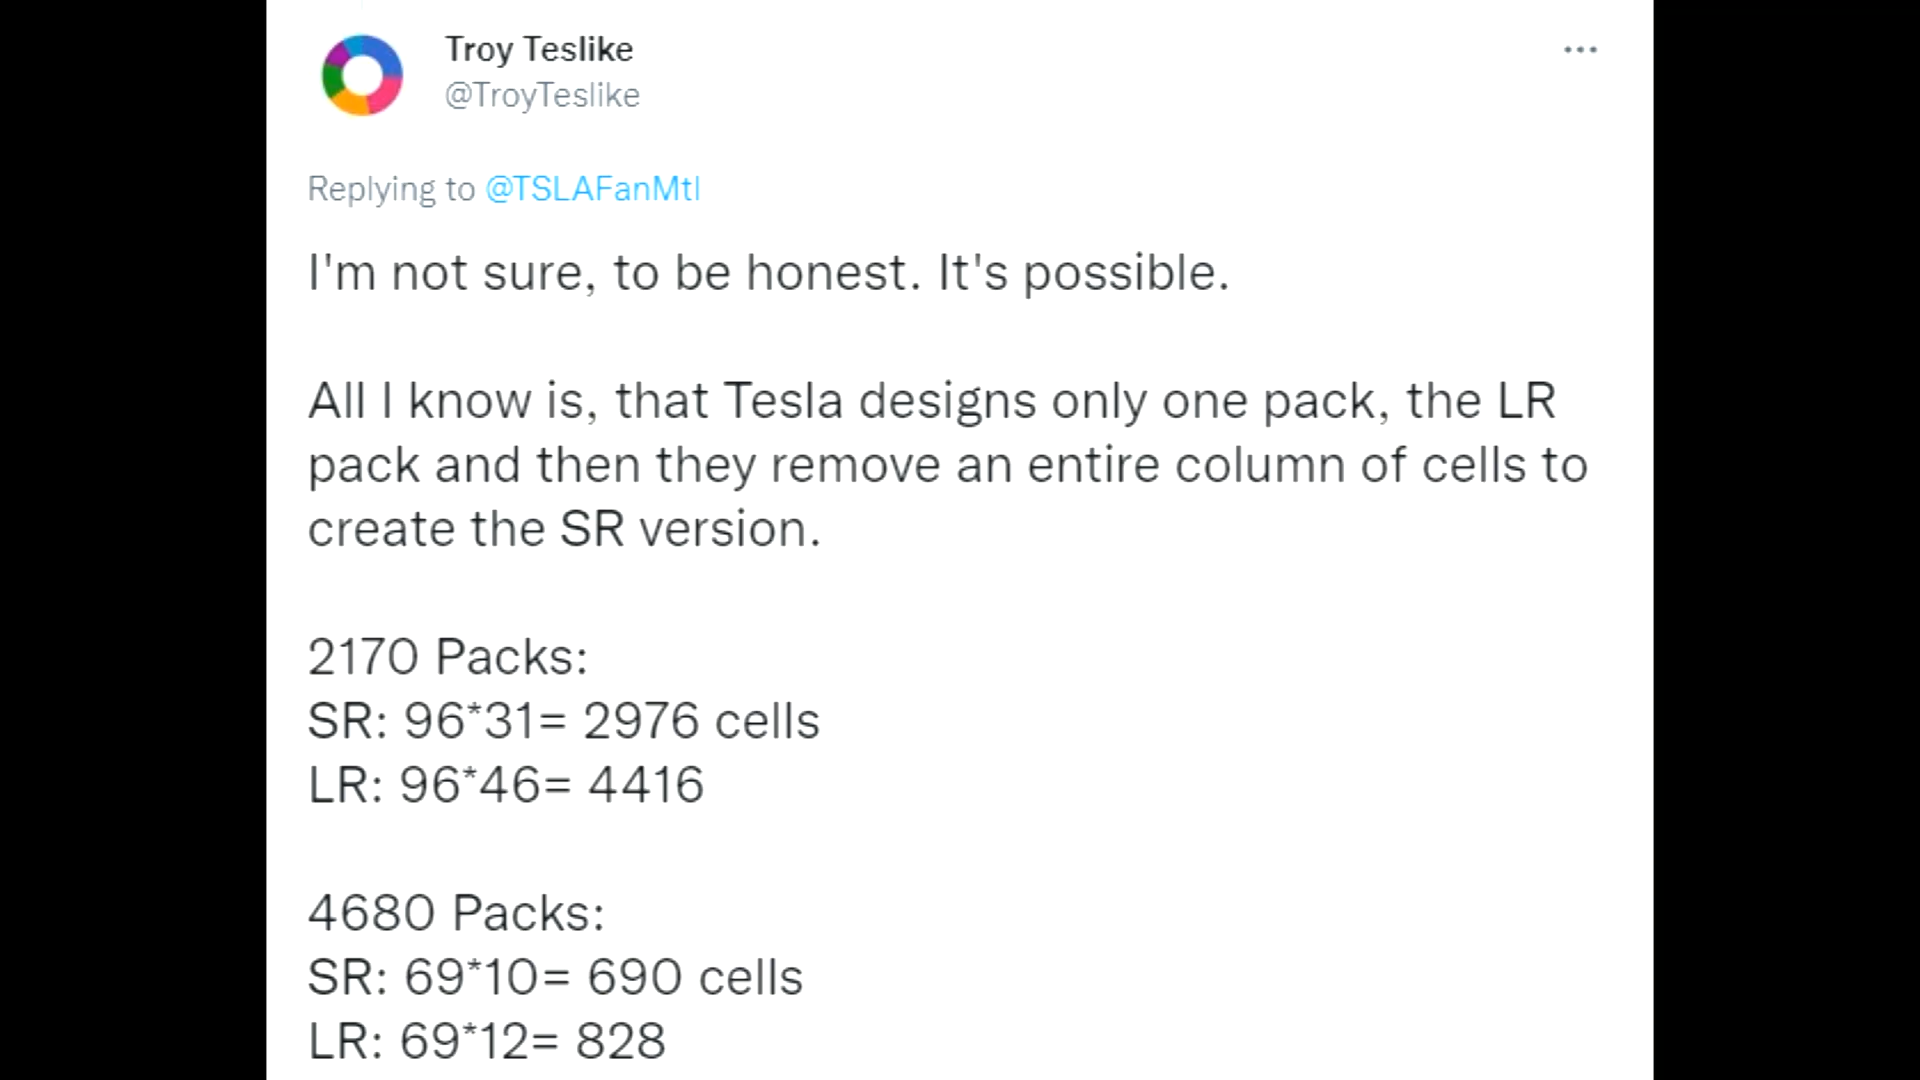 Troy Teslike
@TroyTeslike
Replying to @TSLAFanMtl
I'm not sure, to be honest. It's possible.
All I know is, that Tesla designs only one pack, the LR
pack and then they remove an entire column of cells to
create the SR version.
2170 Packs:
SR: 96*31= 2976 cells
LR: 96*46= 4416
4680 Packs:
SR: 69*10= 690 cells
LR: 69*12= 828